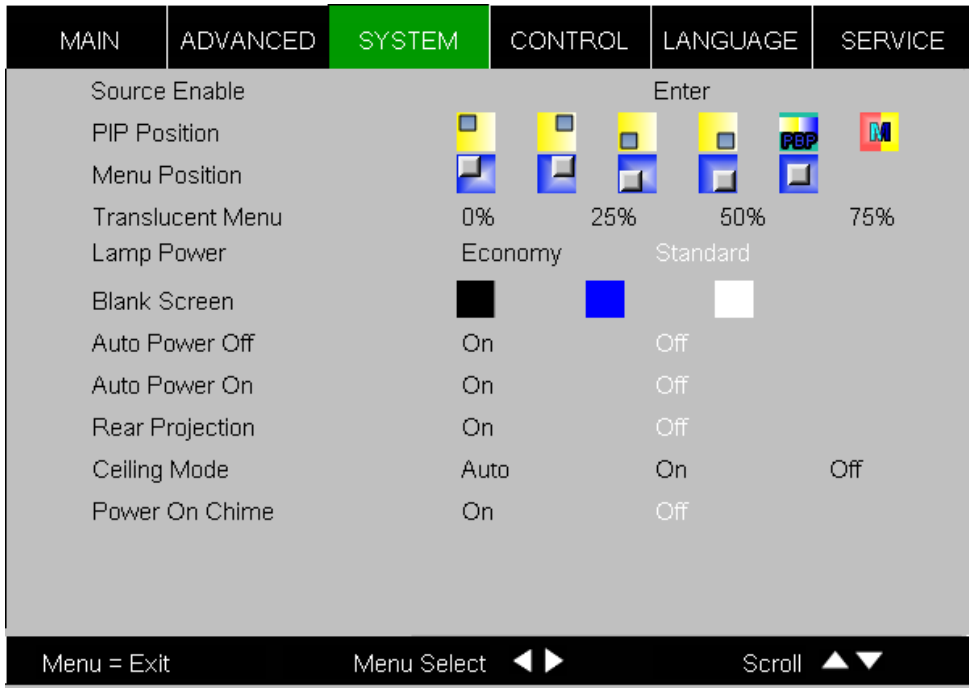 MAIN ADVANCED SYSTEM CONTROL LANGUAGE SERVICE
Source Enable Enter
PIP Position PBP M
Menu Position
Translucent Menu 0% 25% 50% 75%
Lamp Power Economy Standard
Blank Screen
Auto Power Off On Off
Auto Power On On Off
Rear Projection On Off
Ceiling Mode Auto On Off
Power On Chime On Off
Menu = Exit Menu Select Scroll